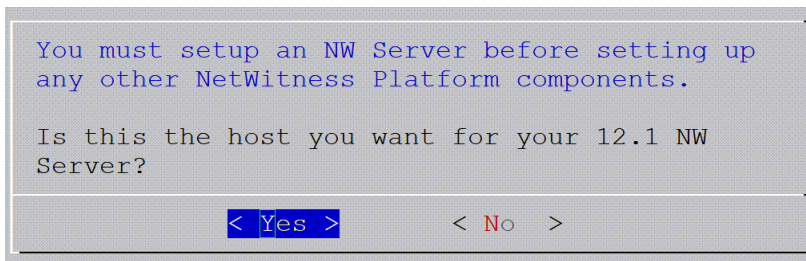 You must setup an NW Server before setting up
any other NetWitness Platform components.
Is this the host you want for your 12.1 NW
Server?
< Yes > < No >